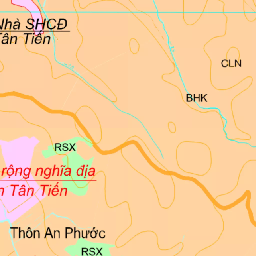 Nhà SHCĐ
Tân Tiến
CLN
BHK
RSX
rộng nghĩa địa
n Tân Tiến
Thôn An Phước
RSX